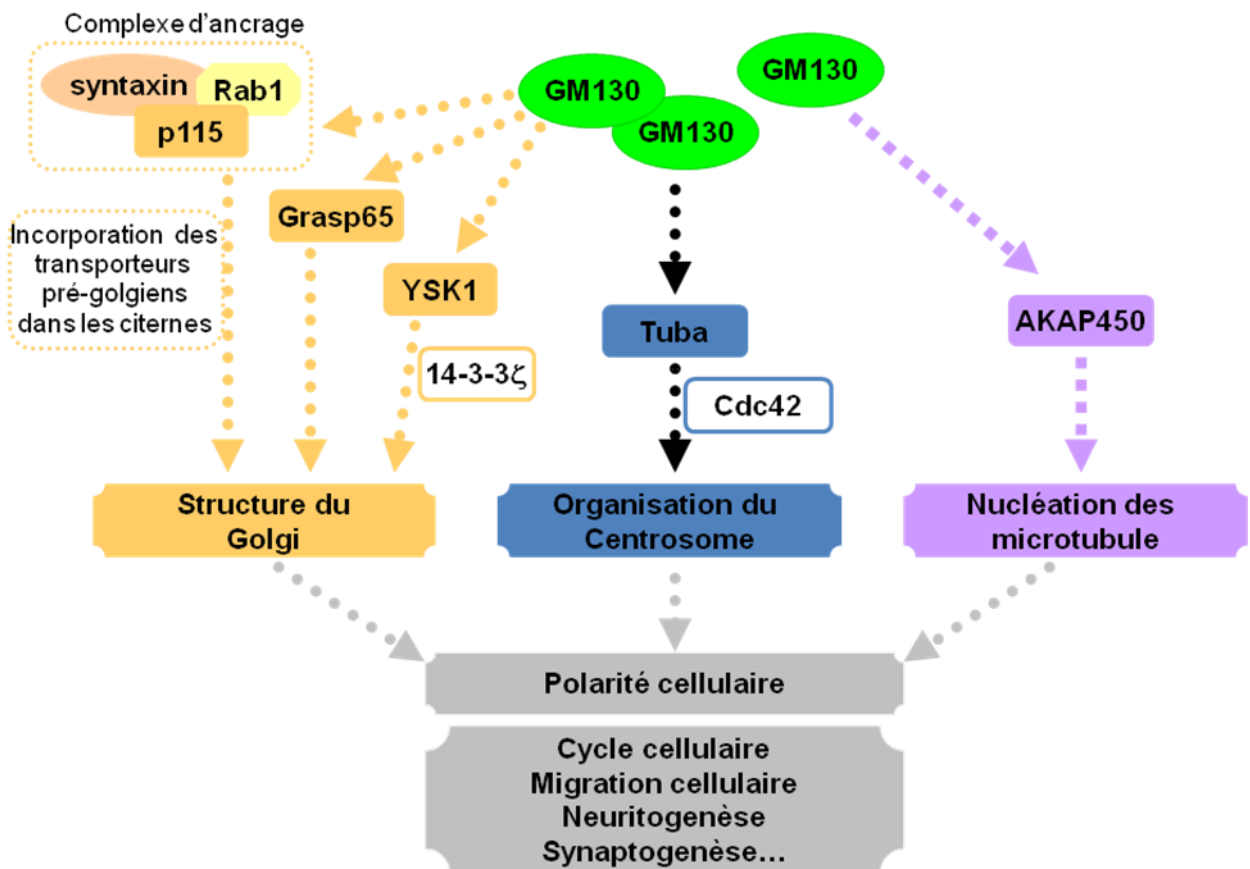 Complexe d'ancrage
syntaxin
Rab1
p115
GM130
GM130
GM130
Grasp65
Incorporation des
transporteurs
pré-golgiens
dans les citernes
YSK1
14-3-3ζ
Tuba
Cdc42
AKAP450
Structure du
Golgi
Organisation du
Centrosome
Nucléation des
microtubule
Polarité cellulaire
Cycle cellulaire
Migration cellulaire
Neuritogenèse
Synaptogenèse...